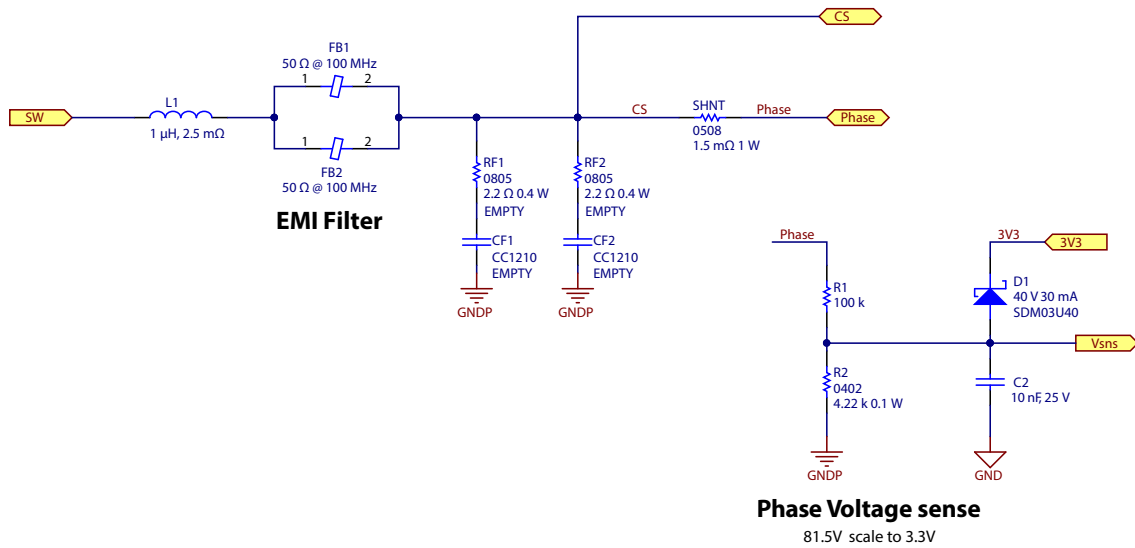 CS
FB1
50 Ω @ 100 MHz
1
2
L1
SW
1 µH, 2.5 mΩ
CS
SHNT
Phase
Phase
0508
1.5 mΩ 1 W
1
2
FB2
50 Ω @ 100 MHz
EMI Filter
RF1
0805
2.2 Ω 0.4 W
EMPTY
RF2
0805
2.2 Ω 0.4 W
EMPTY
CF1
CC1210
EMPTY
CF2
CC1210
EMPTY
GNDP
GNDP
Phase
3V3
3V3
R1
100 k
D1
40 V 30 mA
SDM03U40
Vsns
R2
0402
4.22 k 0.1 W
C2
10 nF, 25 V
GNDP
GND
Phase Voltage sense
81.5V scale to 3.3V